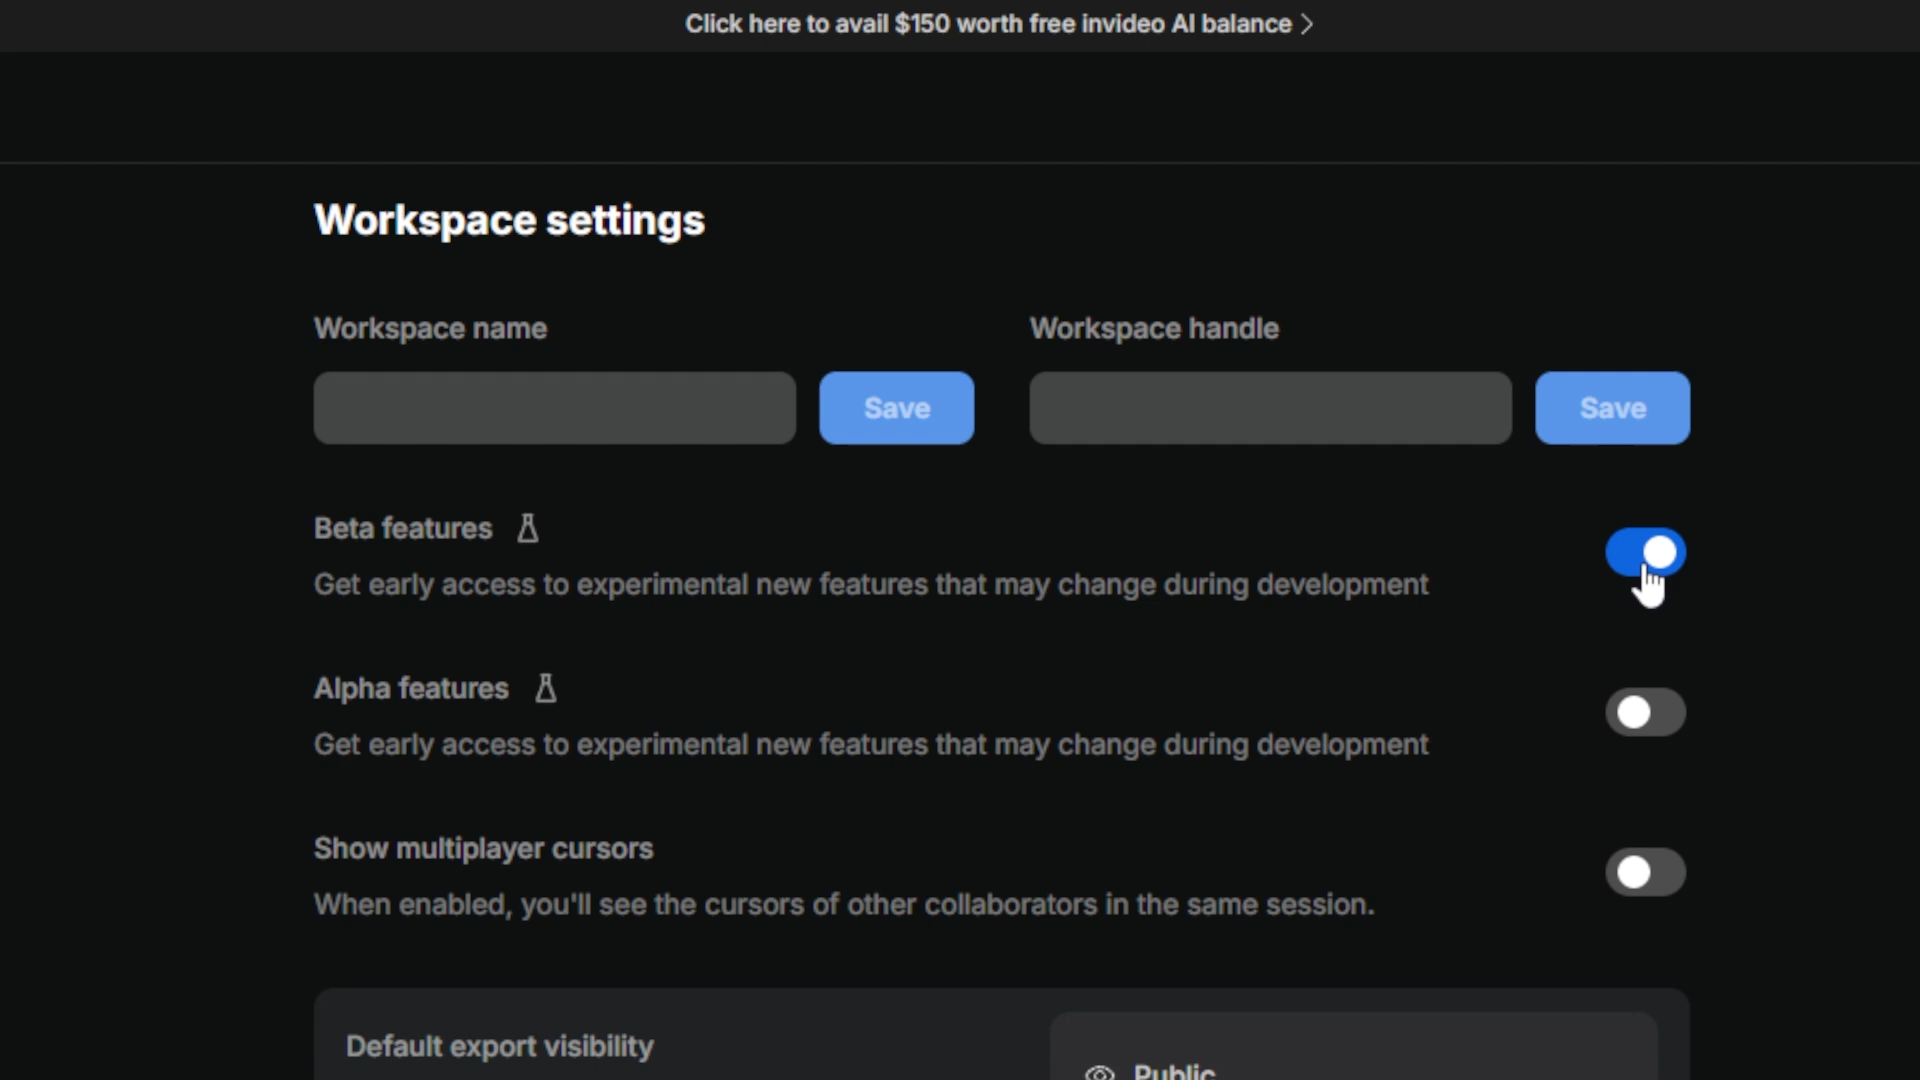 Click here to avail $150 worth free invideo AI balance >
Workspace settings
Workspace name
Workspace handle
Save
Save
Beta features
Get early access to experimental new features that may change during development
Alpha features
Get early access to experimental new features that may change during development
Show multiplayer cursors
When enabled, you'll see the cursors of other collaborators in the same session.
Default export visibility
Public